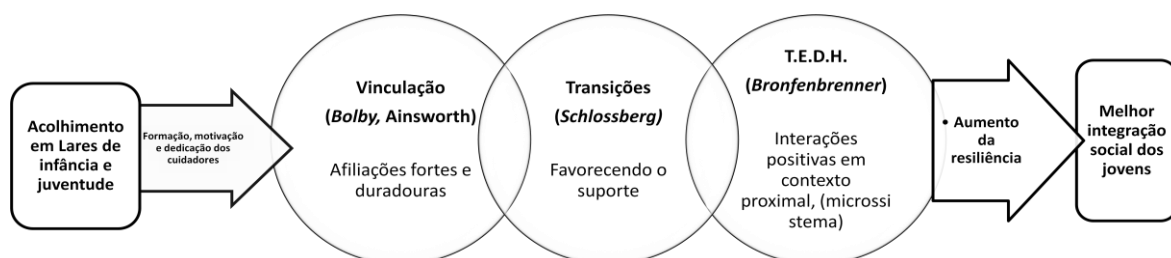 Acolhimento
em Lares de
infância e
juventude
Formação, motivação
e dedicação dos
cuidadores
Vinculação
(Bolby, Ainsworth)
Afiliações fortes e
duradouras
Transições
(Schlossberg)
Favorecendo o
suporte
T.E.D.H.
(Bronfenbrenner)
Interações
positivas em
contexto
proximal, (microssi
stema)
• Aumento
da
resiliência
Melhor
integração
social dos
jovens